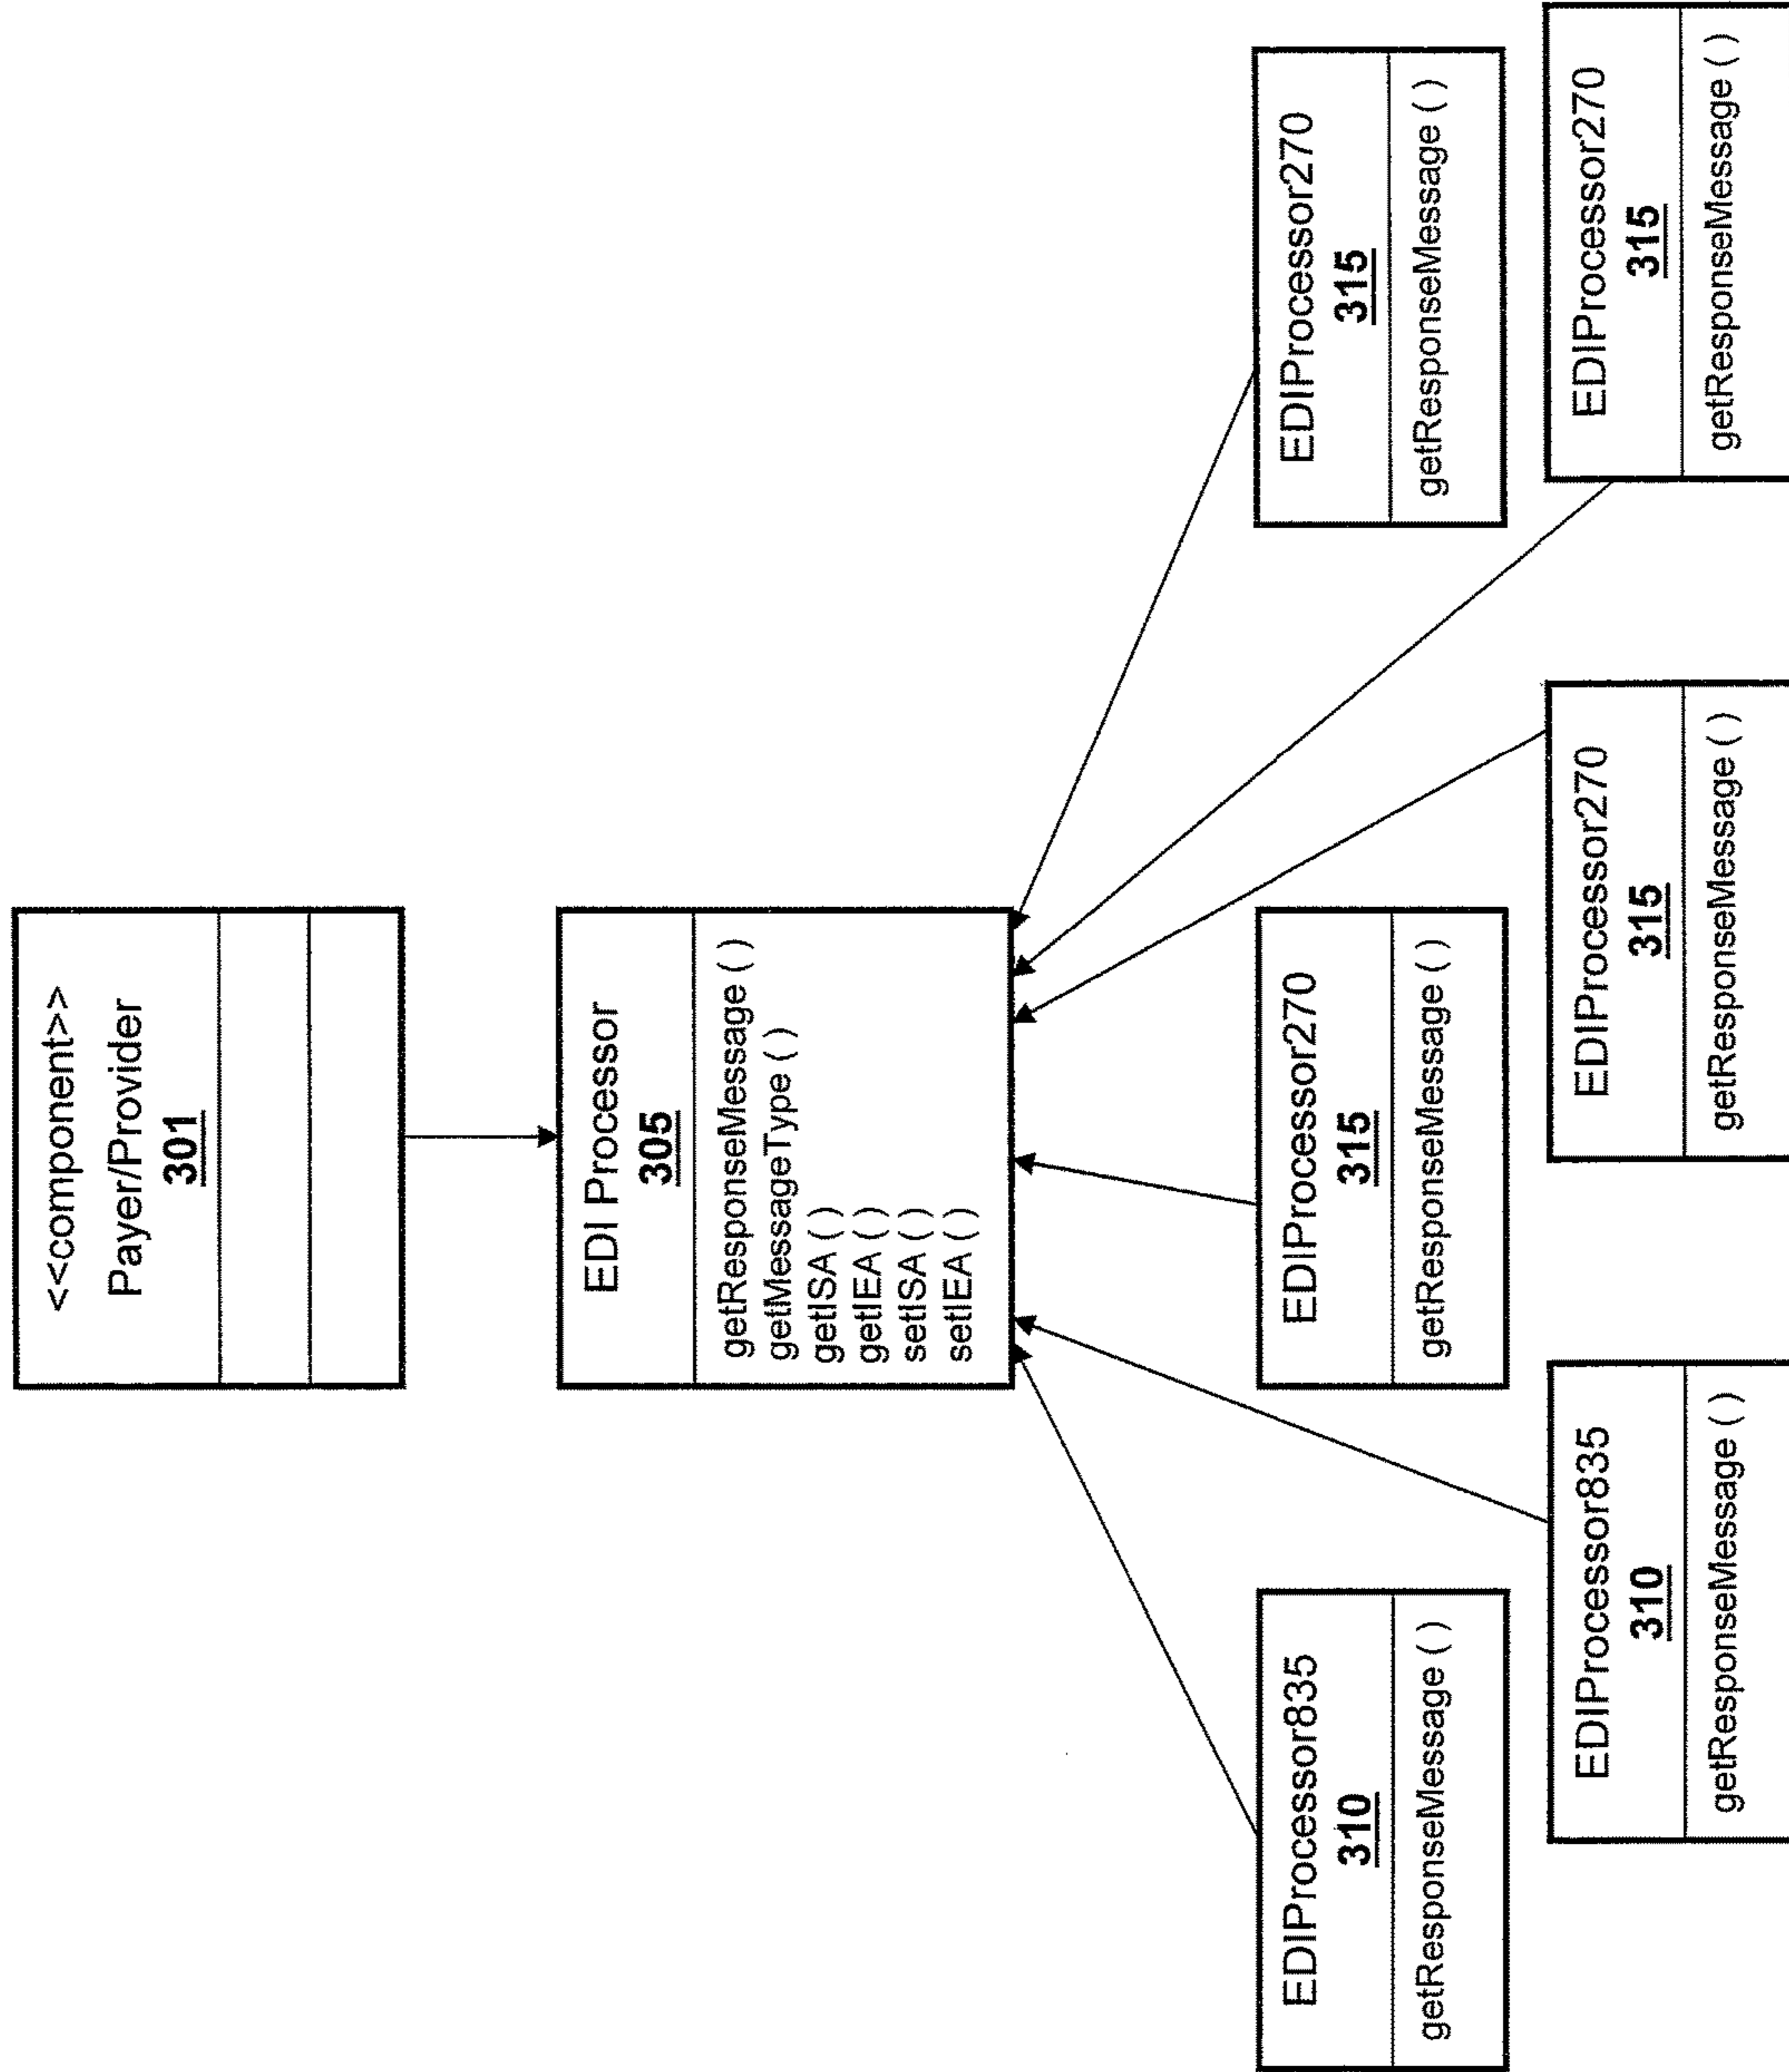 <<component>>
Payer/Provider
301
EDI Processor
305
getResponseMessage ( )
getMessageType ( )
getISA ( )
getIEA ( )
setISA ( )
setIEA ( )
EDIProcessor835
310
getResponseMessage ( )
EDIProcessor270
315
getResponseMessage ( )
EDIProcessor270
315
getResponseMessage ( )
EDIProcessor835
310
getResponseMessage ( )
EDIProcessor270
315
getResponseMessage ( )
EDIProcessor270
315
getResponseMessage ( )